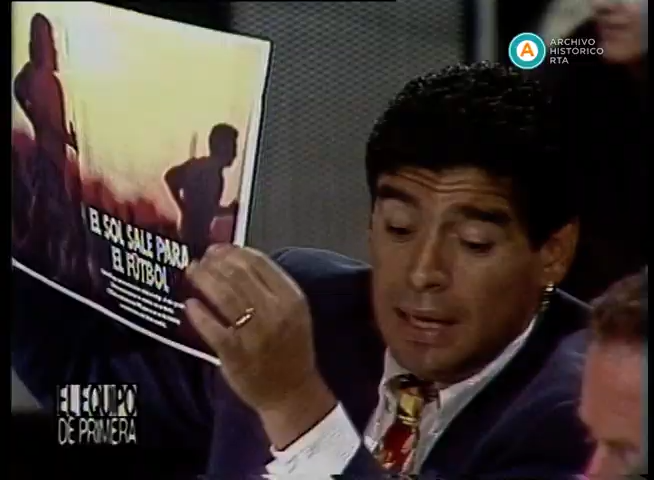 A
ARCHIVO
HISTORICO
RTA
EL SOL SALE PARA
EL FÚTBOL
EL EQUIPO
DE PRIMERA